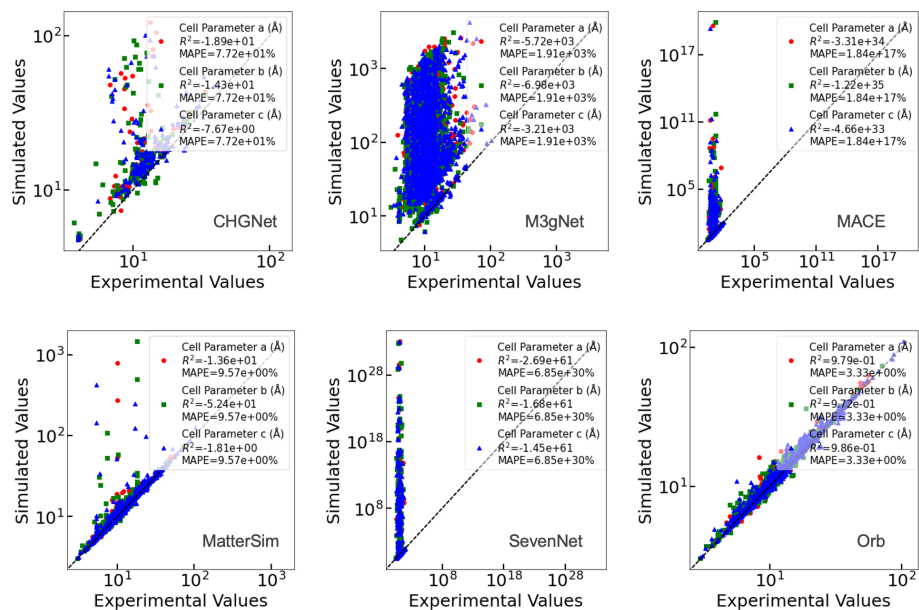 Simulated Values
10²
10¹
Cell Parameter a (Å)
R²=-1.89e+01
MAPE=7.72e+01%
Cell Parameter b (Å)
R²=-1.43e+01
MAPE=7.72e+01%
Cell Parameter c (Å)
R²=-7.67e+00
MAPE=7.72e+01%
CHGNet
10¹
10²
Experimental Values
Simulated Values
10³
10²
10¹
Cell Parameter a (Å)
R²=-5.72e+03
MAPE=1.91e+03%
Cell Parameter b (Å)
R²=-6.98e+03
MAPE=1.91e+03%
Cell Parameter c (Å)
R²=-3.21e+03
MAPE=1.91e+03%
M3gNet
10¹
10²
10³
Experimental Values
Simulated Values
10¹⁷
10¹¹
10⁵
Cell Parameter a (Å)
R²=-3.31e+34
MAPE=1.84e+17%
Cell Parameter b (Å)
R²=-1.22e+35
MAPE=1.84e+17%
Cell Parameter c (Å)
R²=-4.66e+33
MAPE=1.84e+17%
MACE
10⁵
10¹¹
10¹⁷
Experimental Values
Simulated Values
10³
10²
10¹
Cell Parameter a (Å)
R²=-1.36e+01
MAPE=9.57e+00%
Cell Parameter b (Å)
R²=-5.24e+01
MAPE=9.57e+00%
Cell Parameter c (Å)
R²=-1.81e+00
MAPE=9.57e+00%
MatterSim
10¹
10²
10³
Experimental Values
Simulated Values
10²⁸
10¹⁸
10⁸
Cell Parameter a (Å)
R²=-2.69e+61
MAPE=6.85e+30%
Cell Parameter b (Å)
R²=-1.68e+61
MAPE=6.85e+30%
Cell Parameter c (Å)
R²=-1.45e+61
MAPE=6.85e+30%
SevenNet
10⁸
10¹⁸
10²⁸
Experimental Values
Simulated Values
10²
10¹
Cell Parameter a (Å)
R²=9.79e-01
MAPE=3.33e+00%
Cell Parameter b (Å)
R²=9.72e-01
MAPE=3.33e+00%
Cell Parameter c (Å)
R²=9.86e-01
MAPE=3.33e+00%
Orb
10¹
10²
Experimental Values